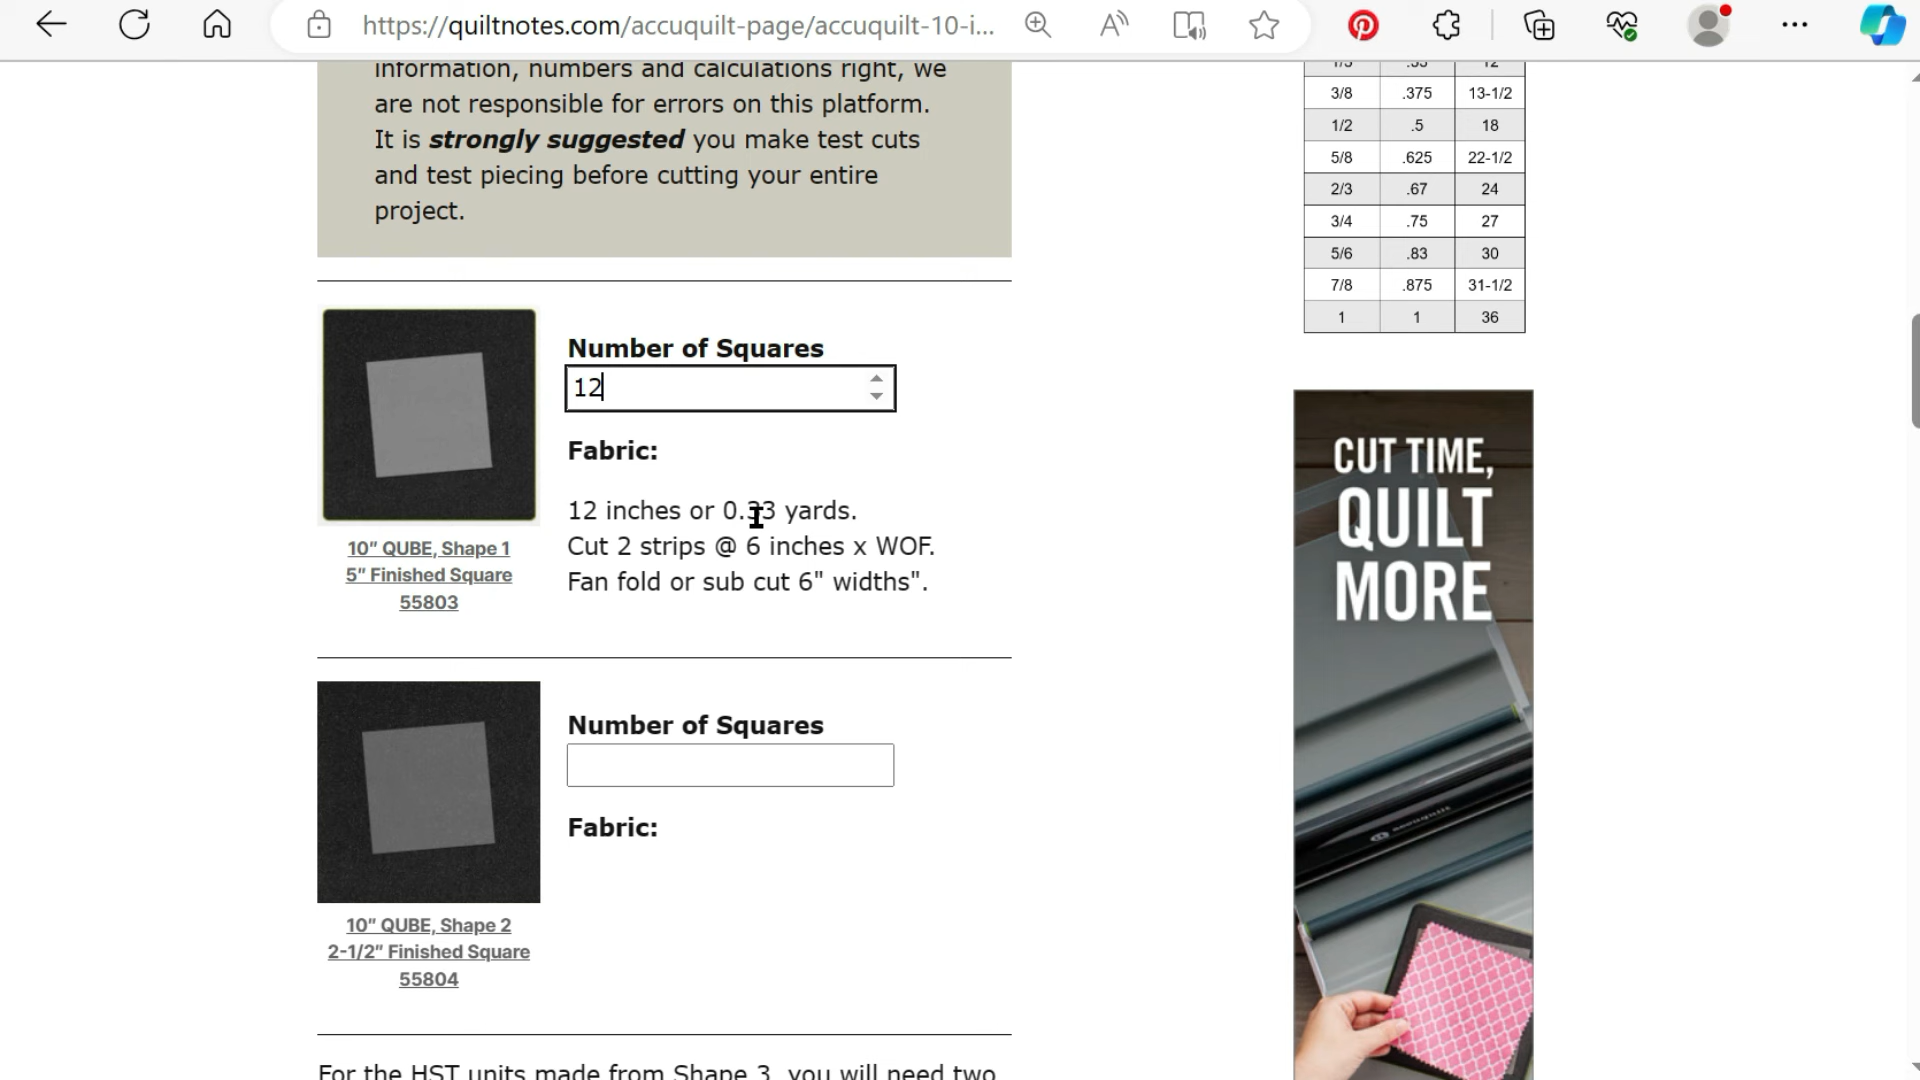 https://quiltnotes.com/accuquilt-page/accuquilt-10-i...
information, numbers and calculations right, we
are not responsible for errors on this platform.
It is strongly suggested you make test cuts
and test piecing before cutting your entire
project.
Number of Squares
12
Fabric:
12 inches or 0.33 yards.
Cut 2 strips @ 6 inches x WOF.
Fan fold or sub cut 6" widths".
10" QUBE, Shape 1
5" Finished Square
55803
Number of Squares
Fabric:
10" QUBE, Shape 2
2-1/2" Finished Square
55804
For the HST units made from Shape 3, you will need two
1/3 .33 12
3/8 .375 13-1/2
1/2 .5 18
5/8 .625 22-1/2
2/3 .67 24
3/4 .75 27
5/6 .83 30
7/8 .875 31-1/2
1 1 36
CUT TIME,
QUILT
MORE
accuquilt